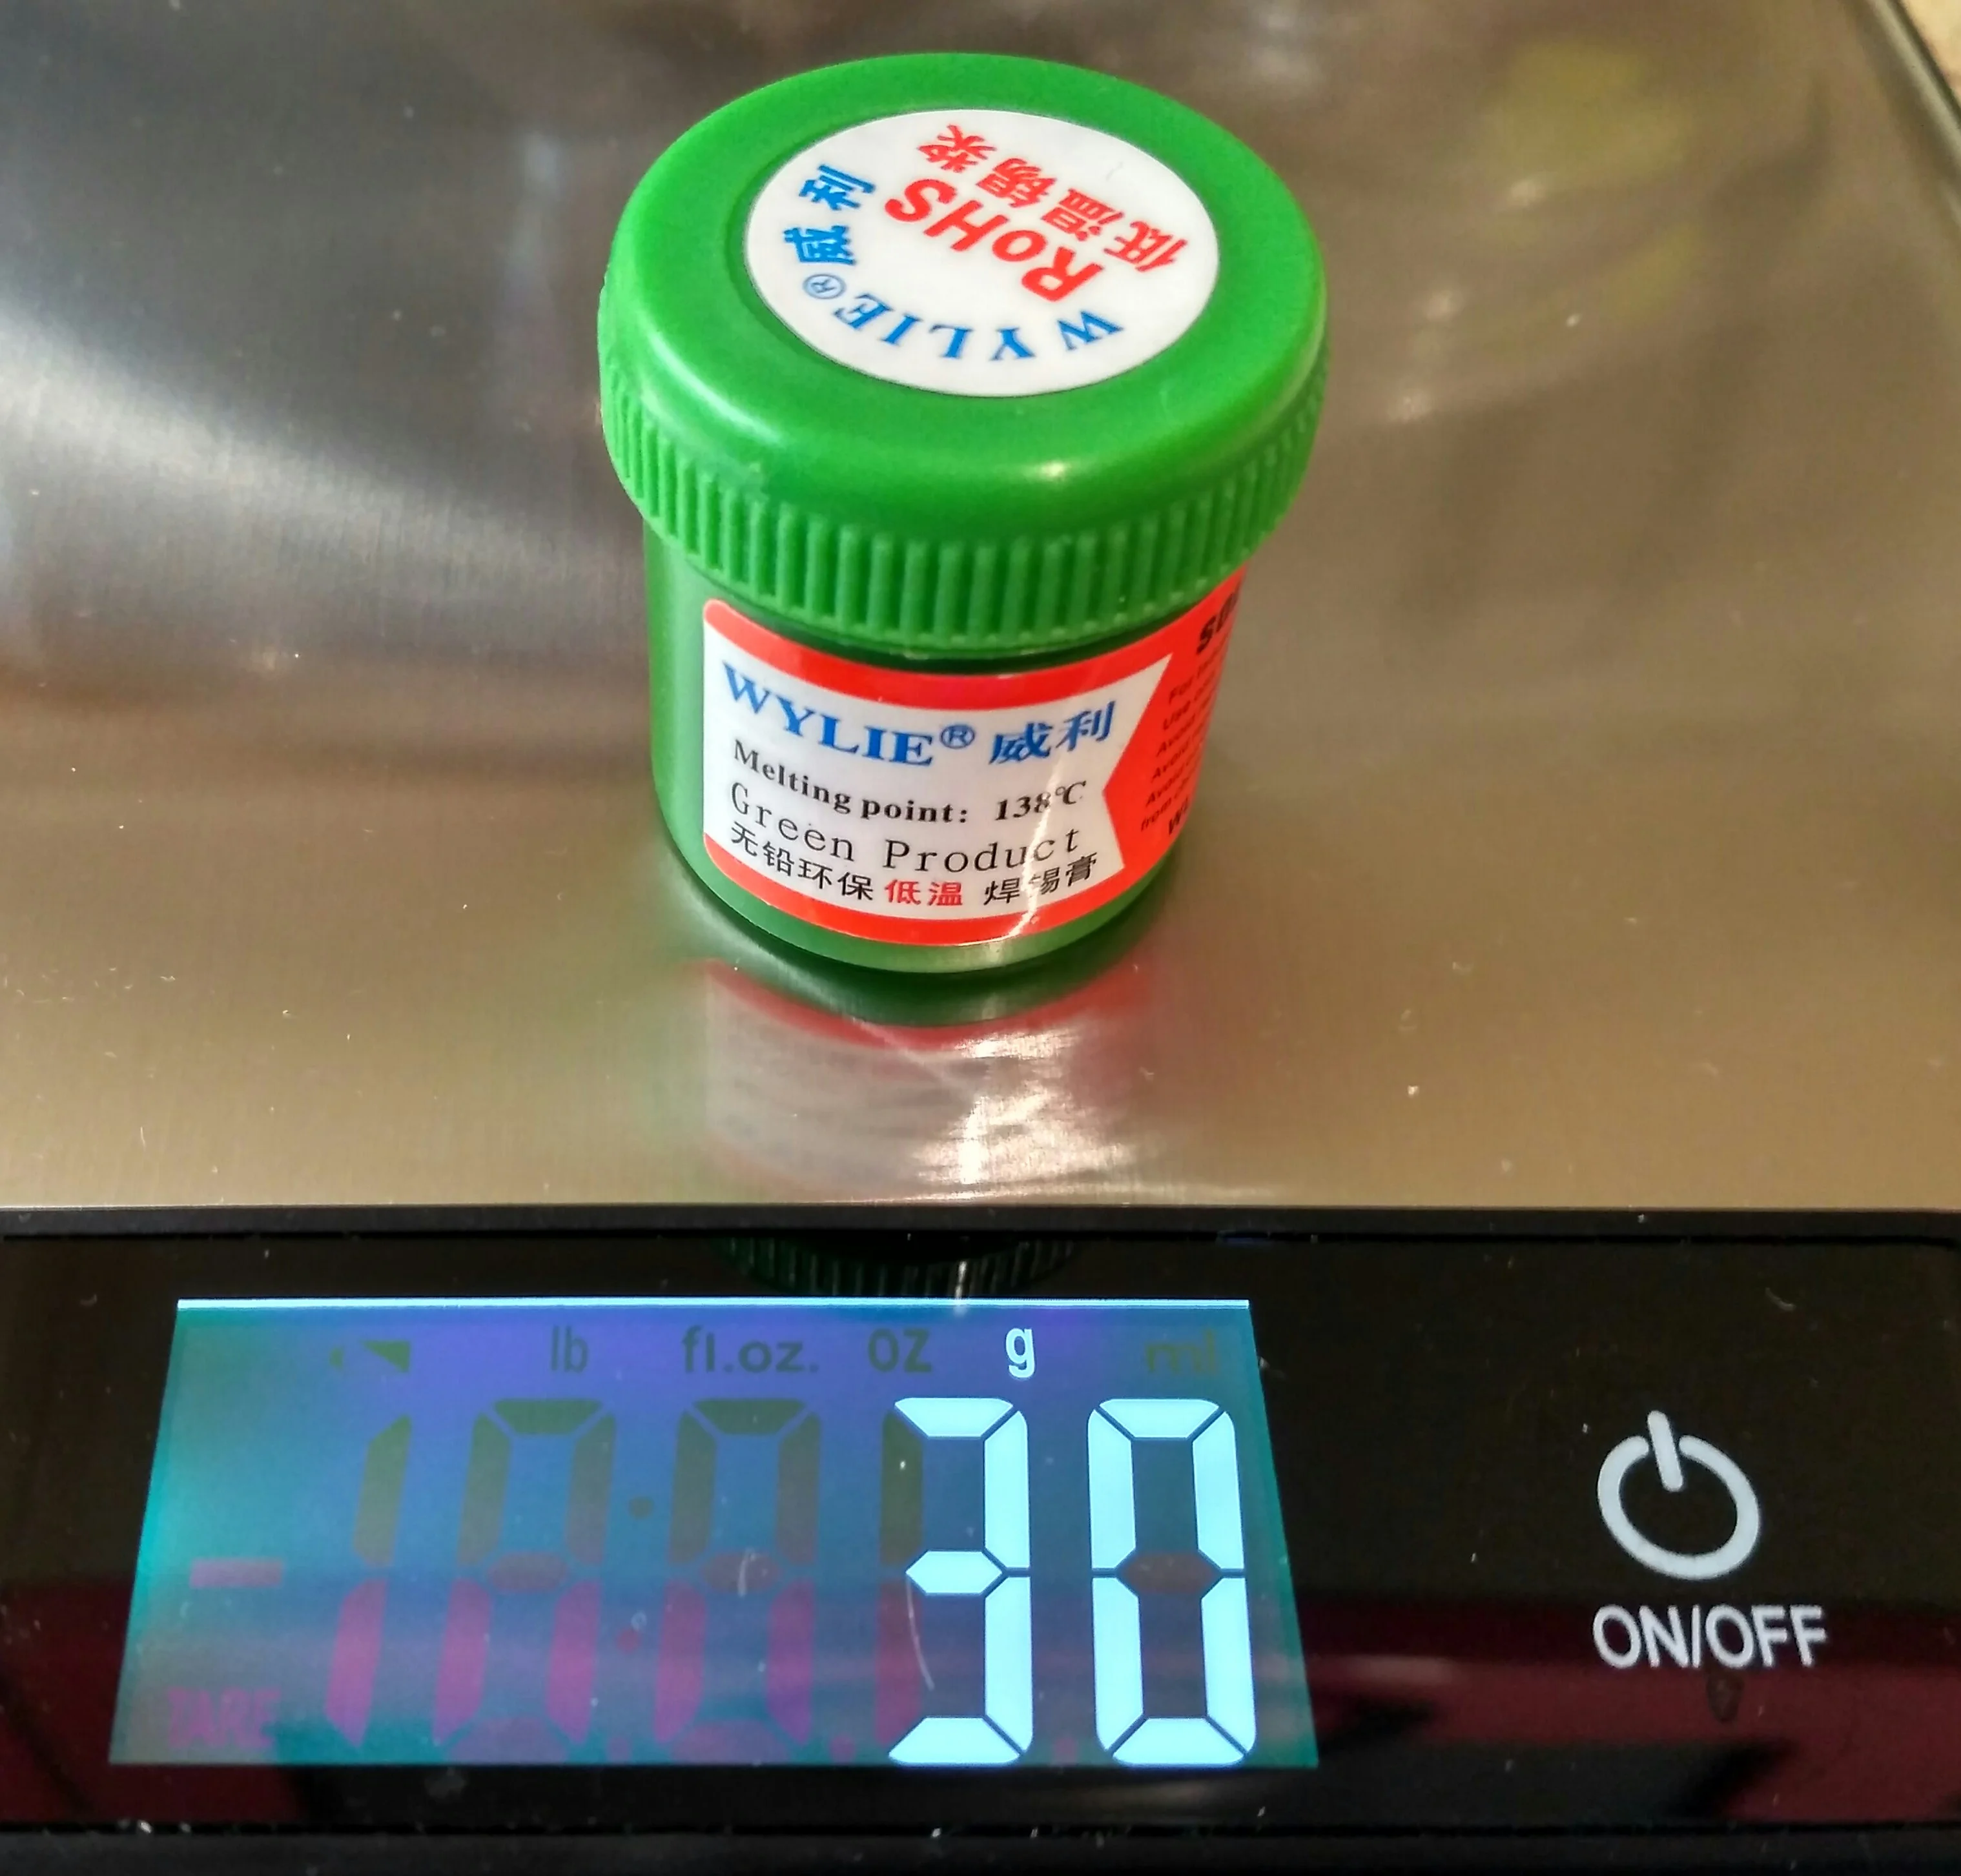 WYLIE® 威利
RoHS
低温锡浆
WYLIE® 威利
Melting point: 138℃
Green Product
无铅环保 低温 焊锡膏
lb fl.oz. oz g ml
30
TARE
ON/OFF